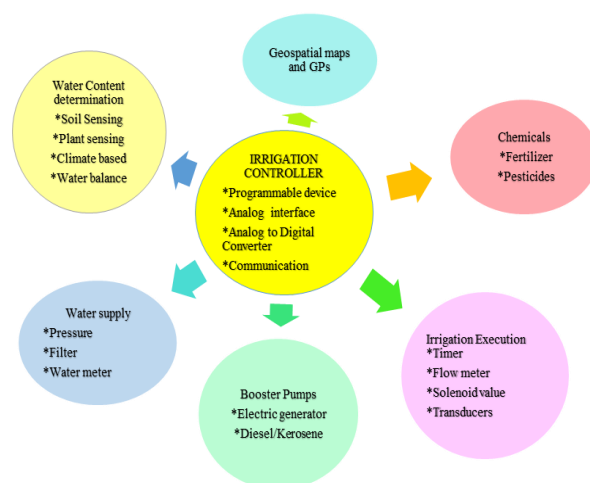 Geospatial maps
and GPs
Water Content
determination
*Soil Sensing
*Plant sensing
*Climate based
*Water balance
IRRIGATION
CONTROLLER
*Programmable device
*Analog interface
*Analog to Digital
Converter
*Communication
Chemicals
*Fertilizer
*Pesticides
Water supply
*Pressure
*Filter
*Water meter
Booster Pumps
*Electric generator
*Diesel/Kerosene
Irrigation Execution
*Timer
*Flow meter
*Solenoid value
*Transducers